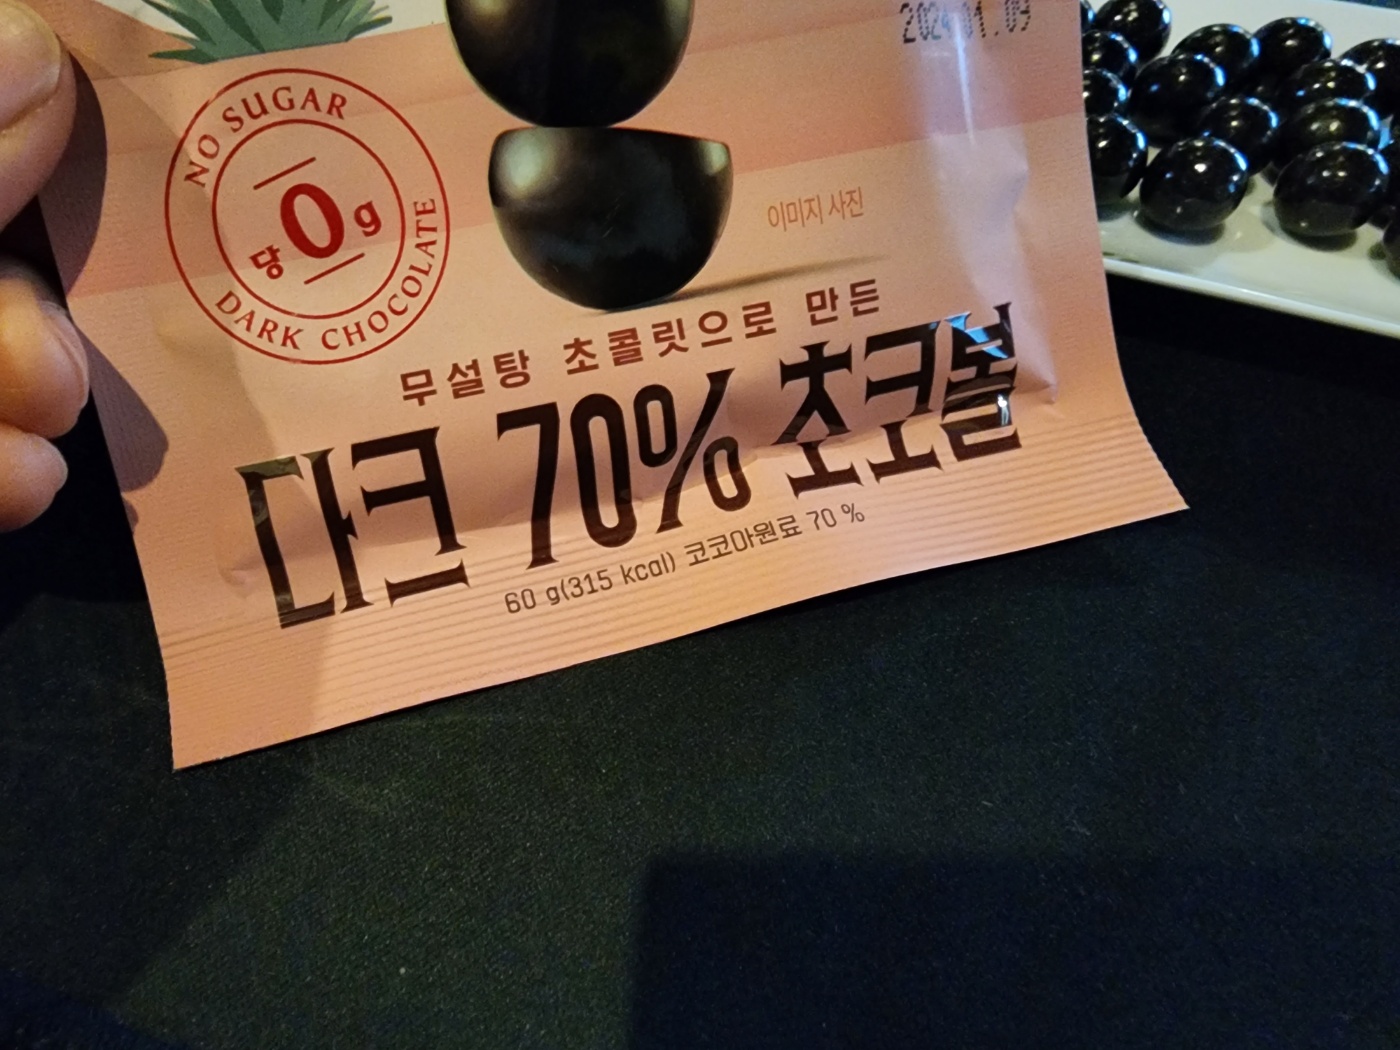 2024.01.09
NO SUGAR
당 0 g
DARK CHOCOLATE
이미지 사진
무설탕 초콜릿으로 만든
다크 70% 초코볼
60 g(315 kcal) 코코아원료 70 %